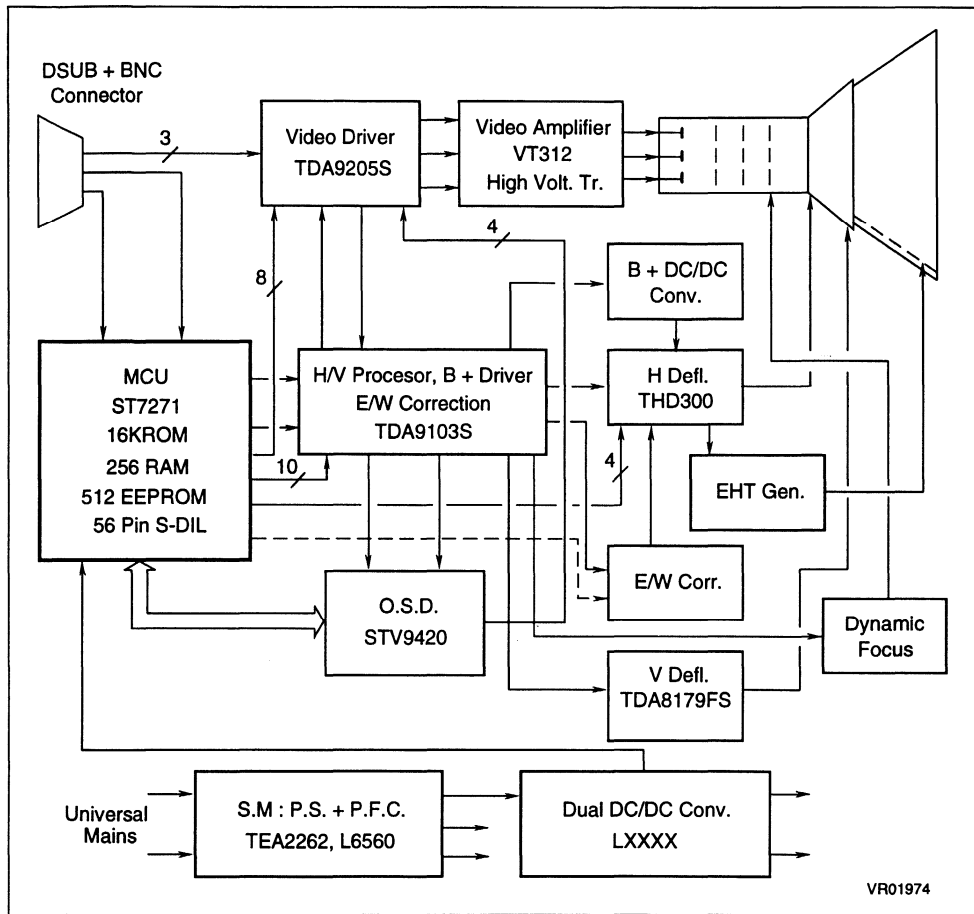 DSUB + BNC
Connector
3
Video Driver
TDA9205S
Video Amplifier
VT312
High Volt. Tr.
4
8
B + DC/DC
Conv.
MCU
ST7271
16KROM
256 RAM
512 EEPROM
56 Pin S-DIL
H/V Procesor, B + Driver
E/W Correction
TDA9103S
H Defl.
THD300
10
4
EHT Gen.
E/W Corr.
O.S.D.
STV9420
Dynamic
Focus
V Defl.
TDA8179FS
Universal
Mains
S.M : P.S. + P.F.C.
TEA2262, L6560
Dual DC/DC Conv.
LXXXX
VR01974